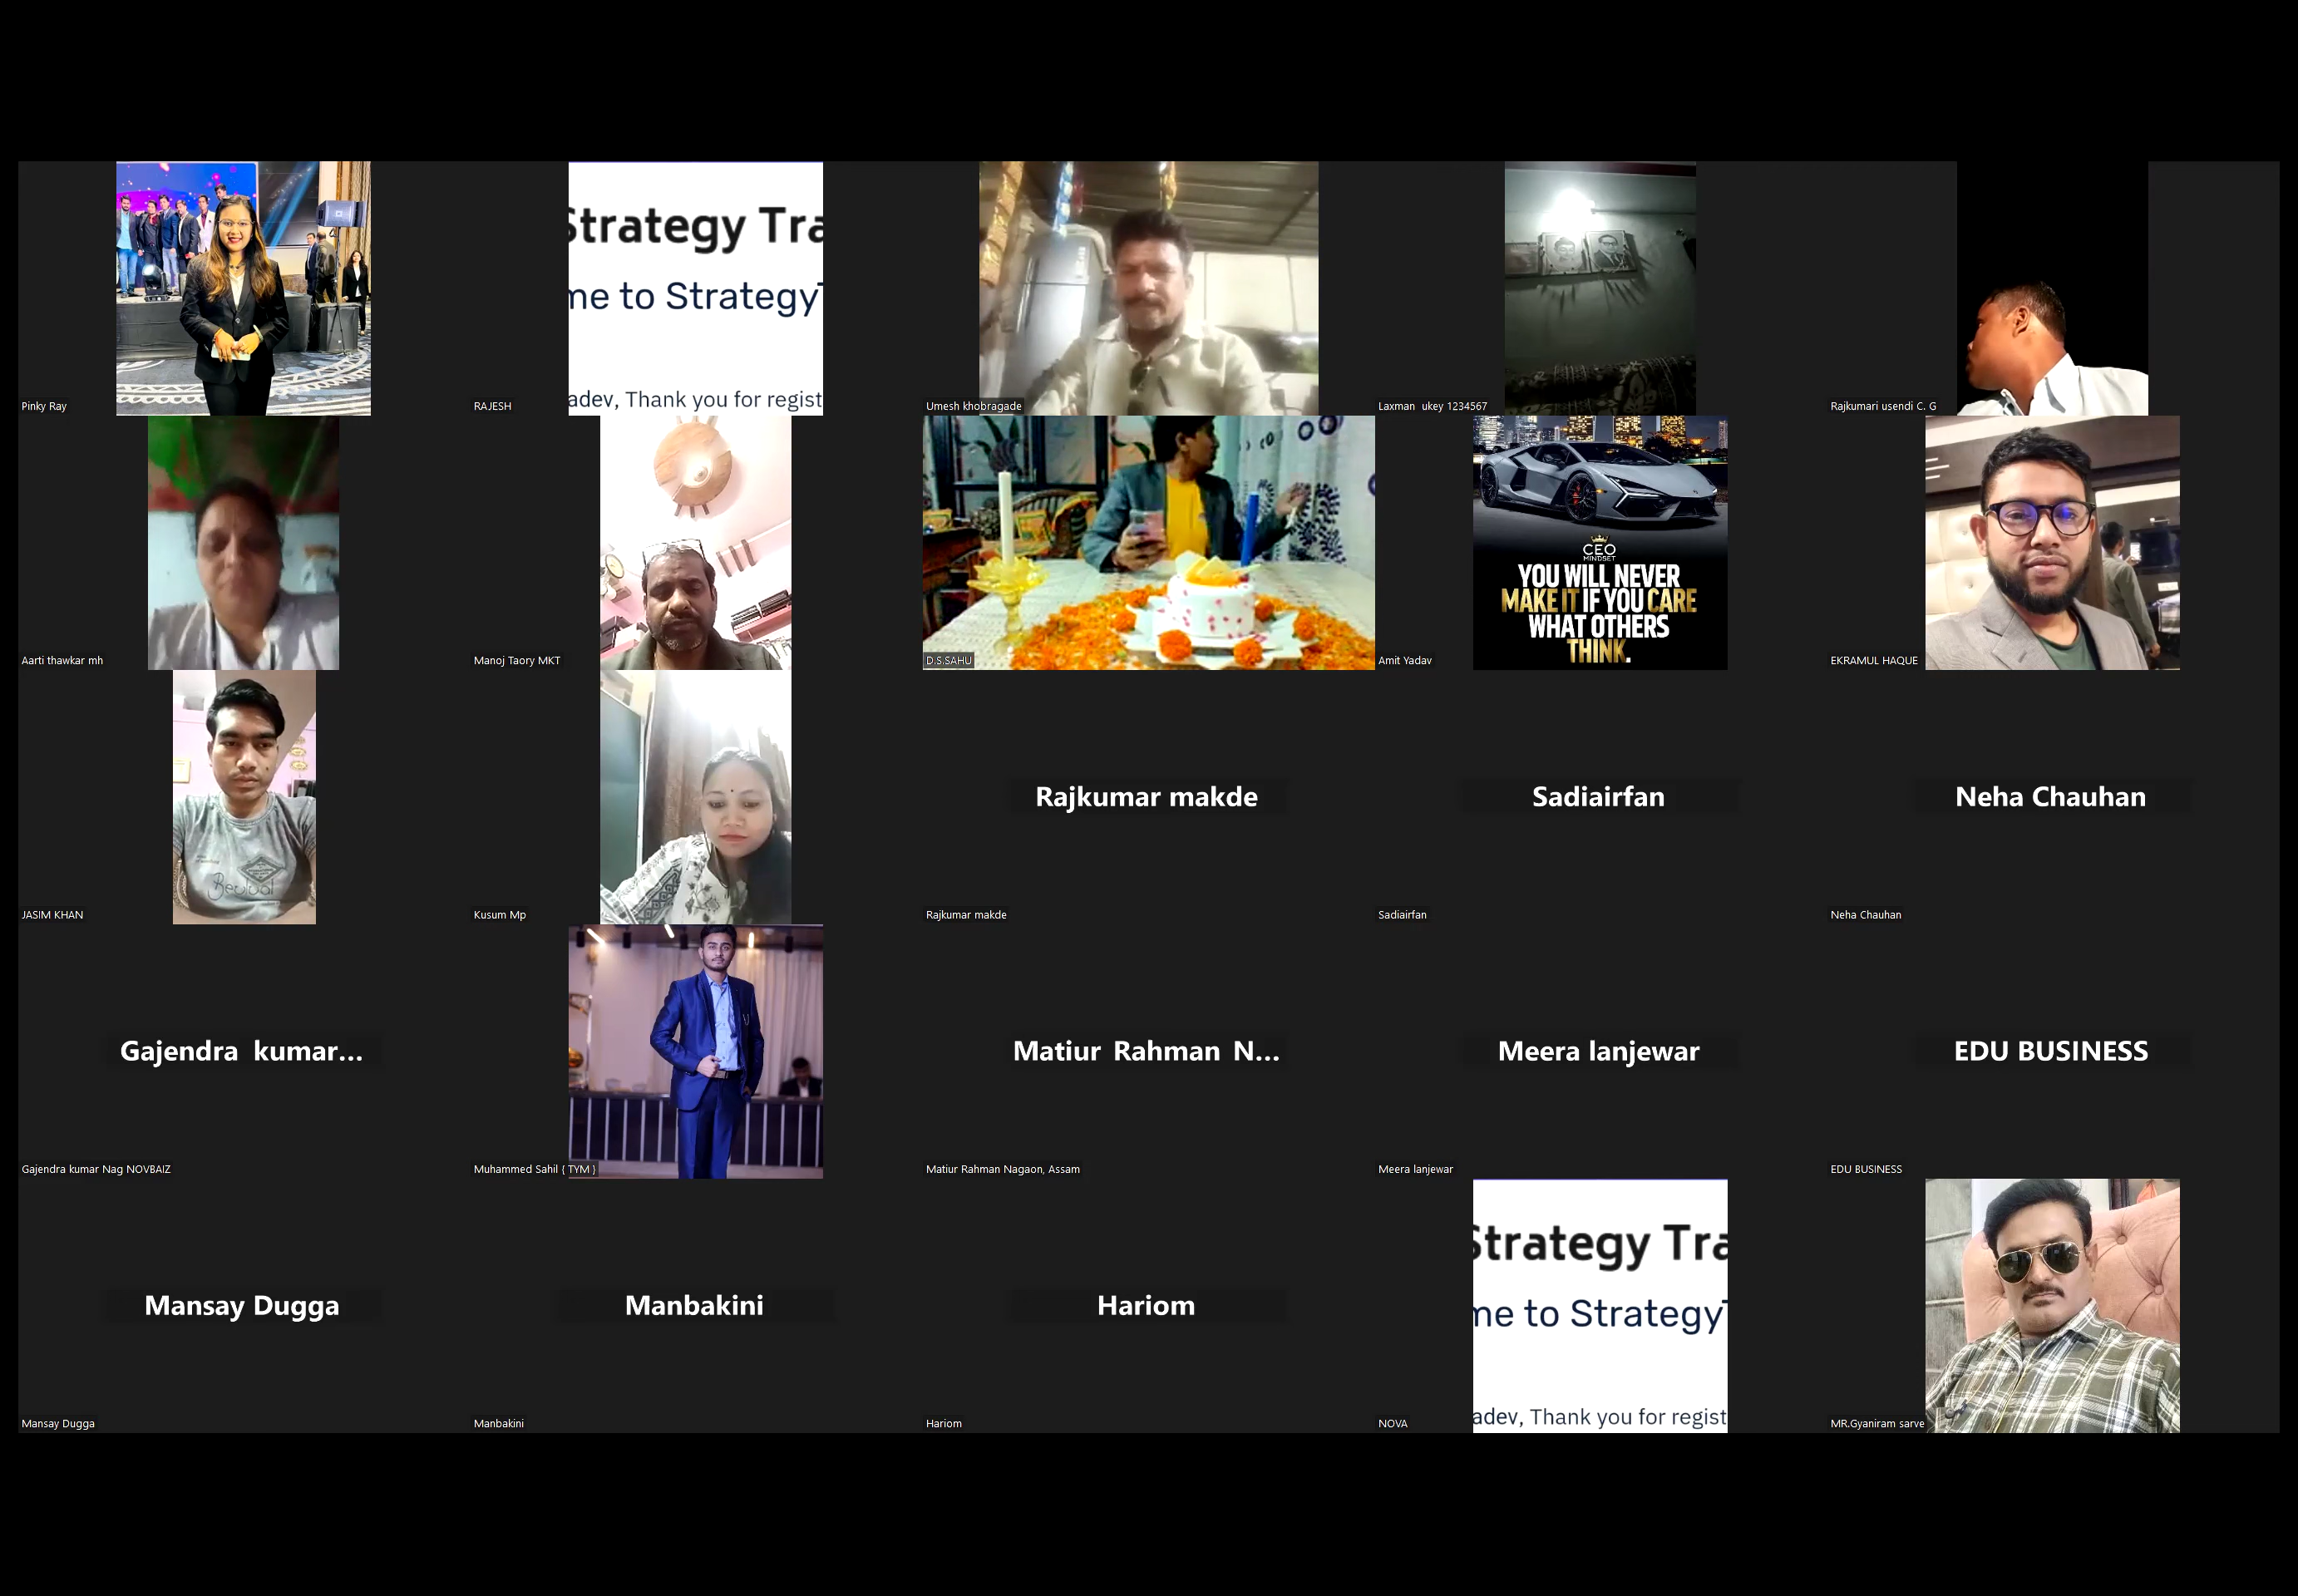 Strategy Tra
me to Strategy
adev, Thank you for regist
Pinky Ray
RAJESH
Umesh khobragade
Laxman ukey 1234567
Rajkumari usendi C. G
CEO
MINDSET
YOU WILL NEVER
MAKE IT IF YOU CARE
WHAT OTHERS
THINK.
Aarti thawkar mh
Manoj Taory MKT
D.S.SAHU
Amit Yadav
EKRAMUL HAQUE
Rajkumar makde
Sadiairfan
Neha Chauhan
JASIM KHAN
Kusum Mp
Rajkumar makde
Sadiairfan
Neha Chauhan
Gajendra kumar...
Matiur Rahman N...
Meera lanjewar
EDU BUSINESS
Gajendra kumar Nag NOVBAIZ
Muhammed Sahil { TYM }
Matiur Rahman Nagaon, Assam
Meera lanjewar
EDU BUSINESS
Strategy Tra
me to Strategy
adev, Thank you for regist
Mansay Dugga
Manbakini
Hariom
Mansay Dugga
Manbakini
Hariom
NOVA
MR.Gyaniram sarve